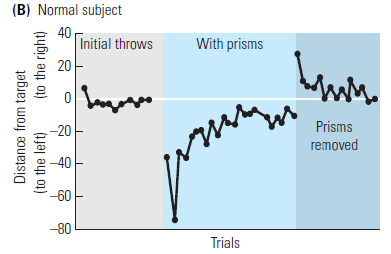 (B) Normal subject
Distance from target
(to the left) (to the right)
40
20
0
–20
–40
–60
–80
Initial throws
With prisms
Prisms
removed
Trials